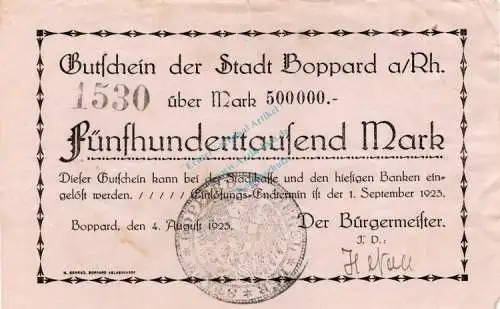 Gutschein der Stadt Boppard a/Rh.
1530 über Mark 500000.-
Fünfhunderttausend Mark
Dieser Gutschein kann bei der Stadtkasse und den hiesigen Banken ein-
gelöst werden. ///// Einlösungs-Endtermin ist der 1. September 1923.
Boppard, den 4. August 1923. Der Bürgermeister.
J. D.: